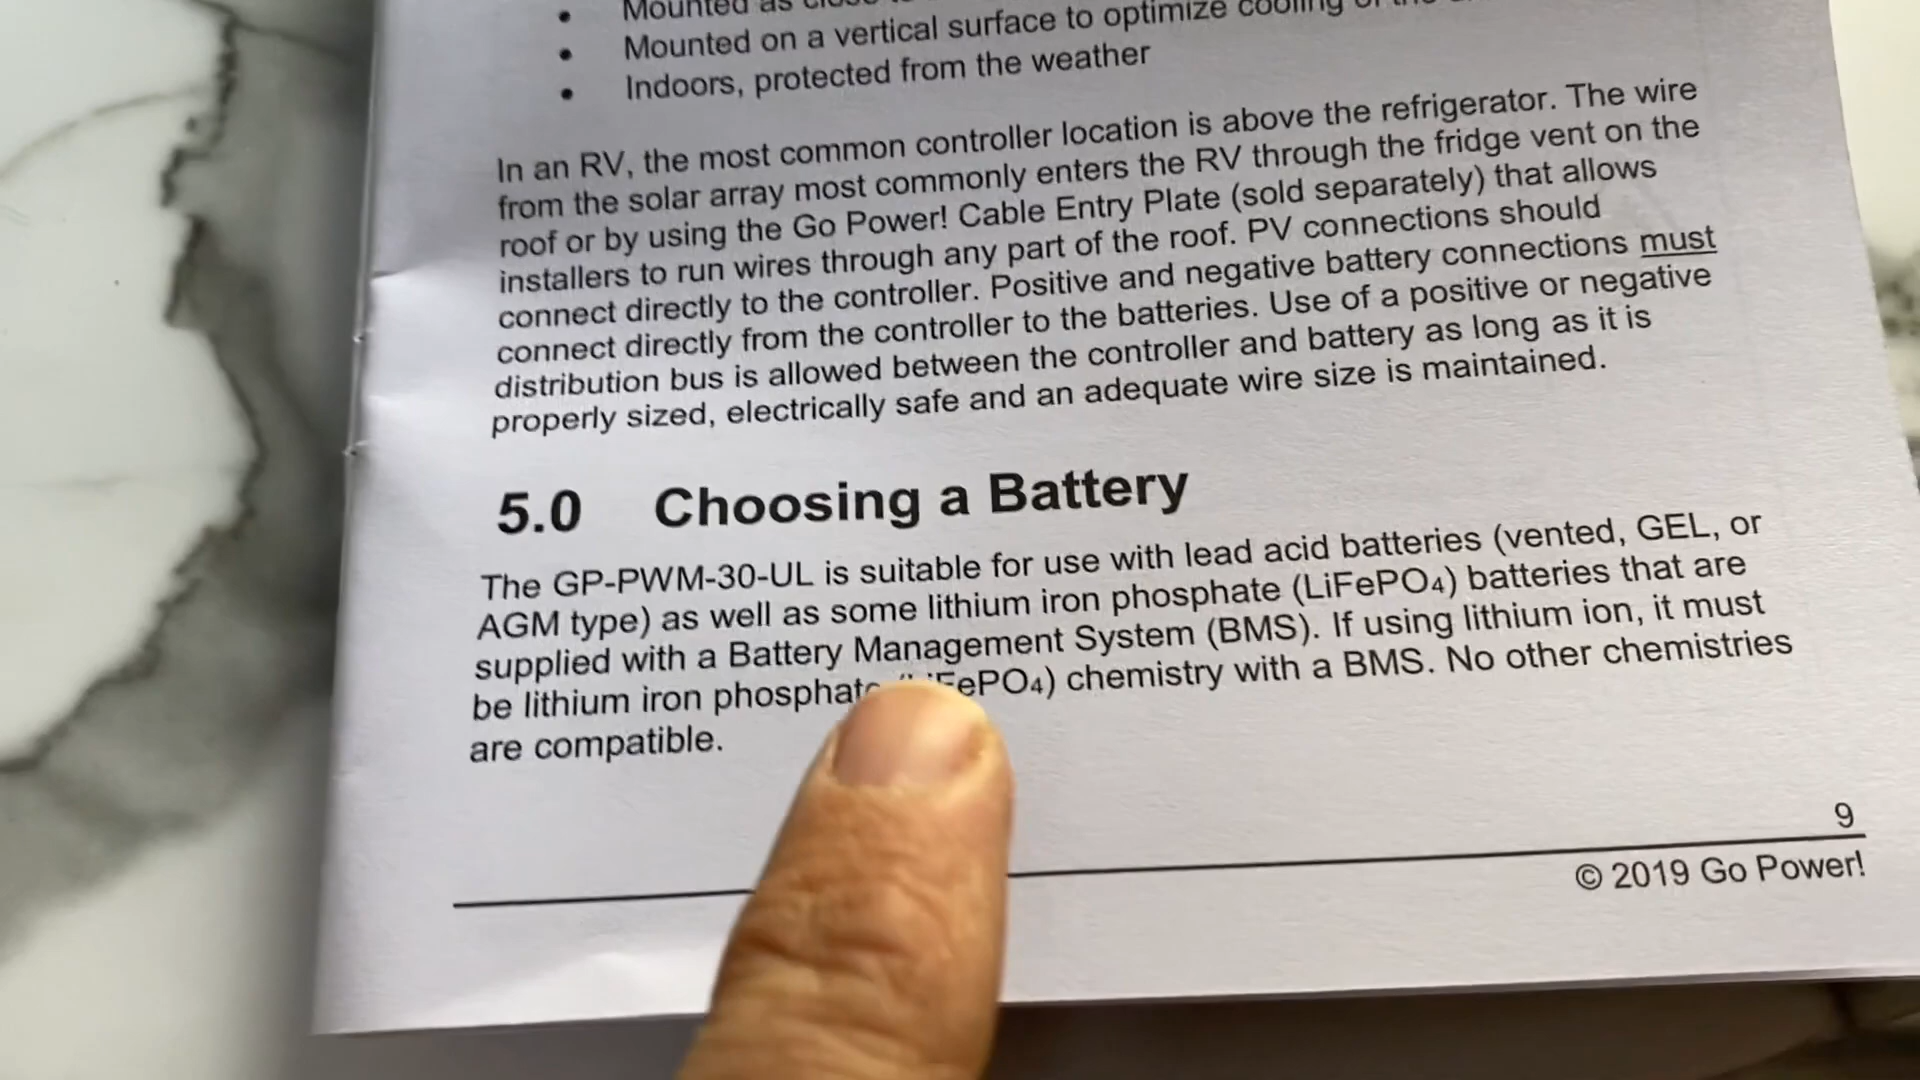 • Mounted as close
• Mounted on a vertical surface to optimize cooling of the
• Indoors, protected from the weather
In an RV, the most common controller location is above the refrigerator. The wire
from the solar array most commonly enters the RV through the fridge vent on the
roof or by using the Go Power! Cable Entry Plate (sold separately) that allows
installers to run wires through any part of the roof. PV connections should
connect directly to the controller. Positive and negative battery connections must
connect directly from the controller to the batteries. Use of a positive or negative
distribution bus is allowed between the controller and battery as long as it is
properly sized, electrically safe and an adequate wire size is maintained.
5.0 Choosing a Battery
The GP-PWM-30-UL is suitable for use with lead acid batteries (vented, GEL, or
AGM type) as well as some lithium iron phosphate (LiFePO4) batteries that are
supplied with a Battery Management System (BMS). If using lithium ion, it must
be lithium iron phosphate (LiFePO4) chemistry with a BMS. No other chemistries
are compatible.
9
© 2019 Go Power!